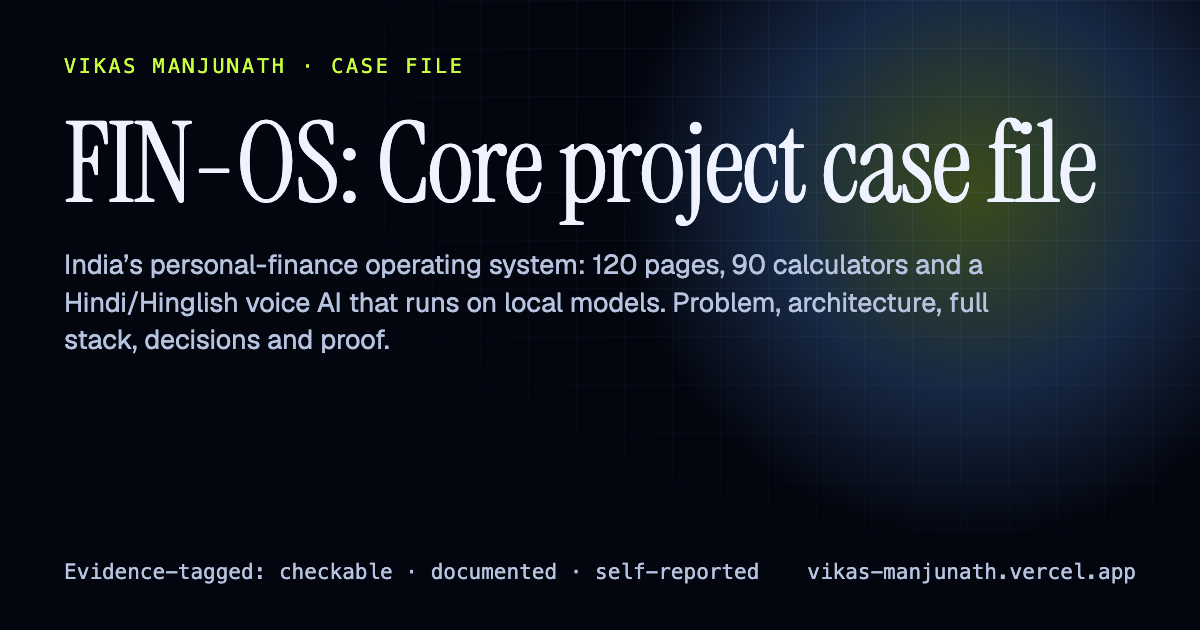 VIKAS MANJUNATH · CASE FILE
FIN-OS: Core project case file
India’s personal-finance operating system: 120 pages, 90 calculators and a
Hindi/Hinglish voice AI that runs on local models. Problem, architecture, full
stack, decisions and proof.
Evidence-tagged: checkable · documented · self-reported
vikas-manjunath.vercel.app